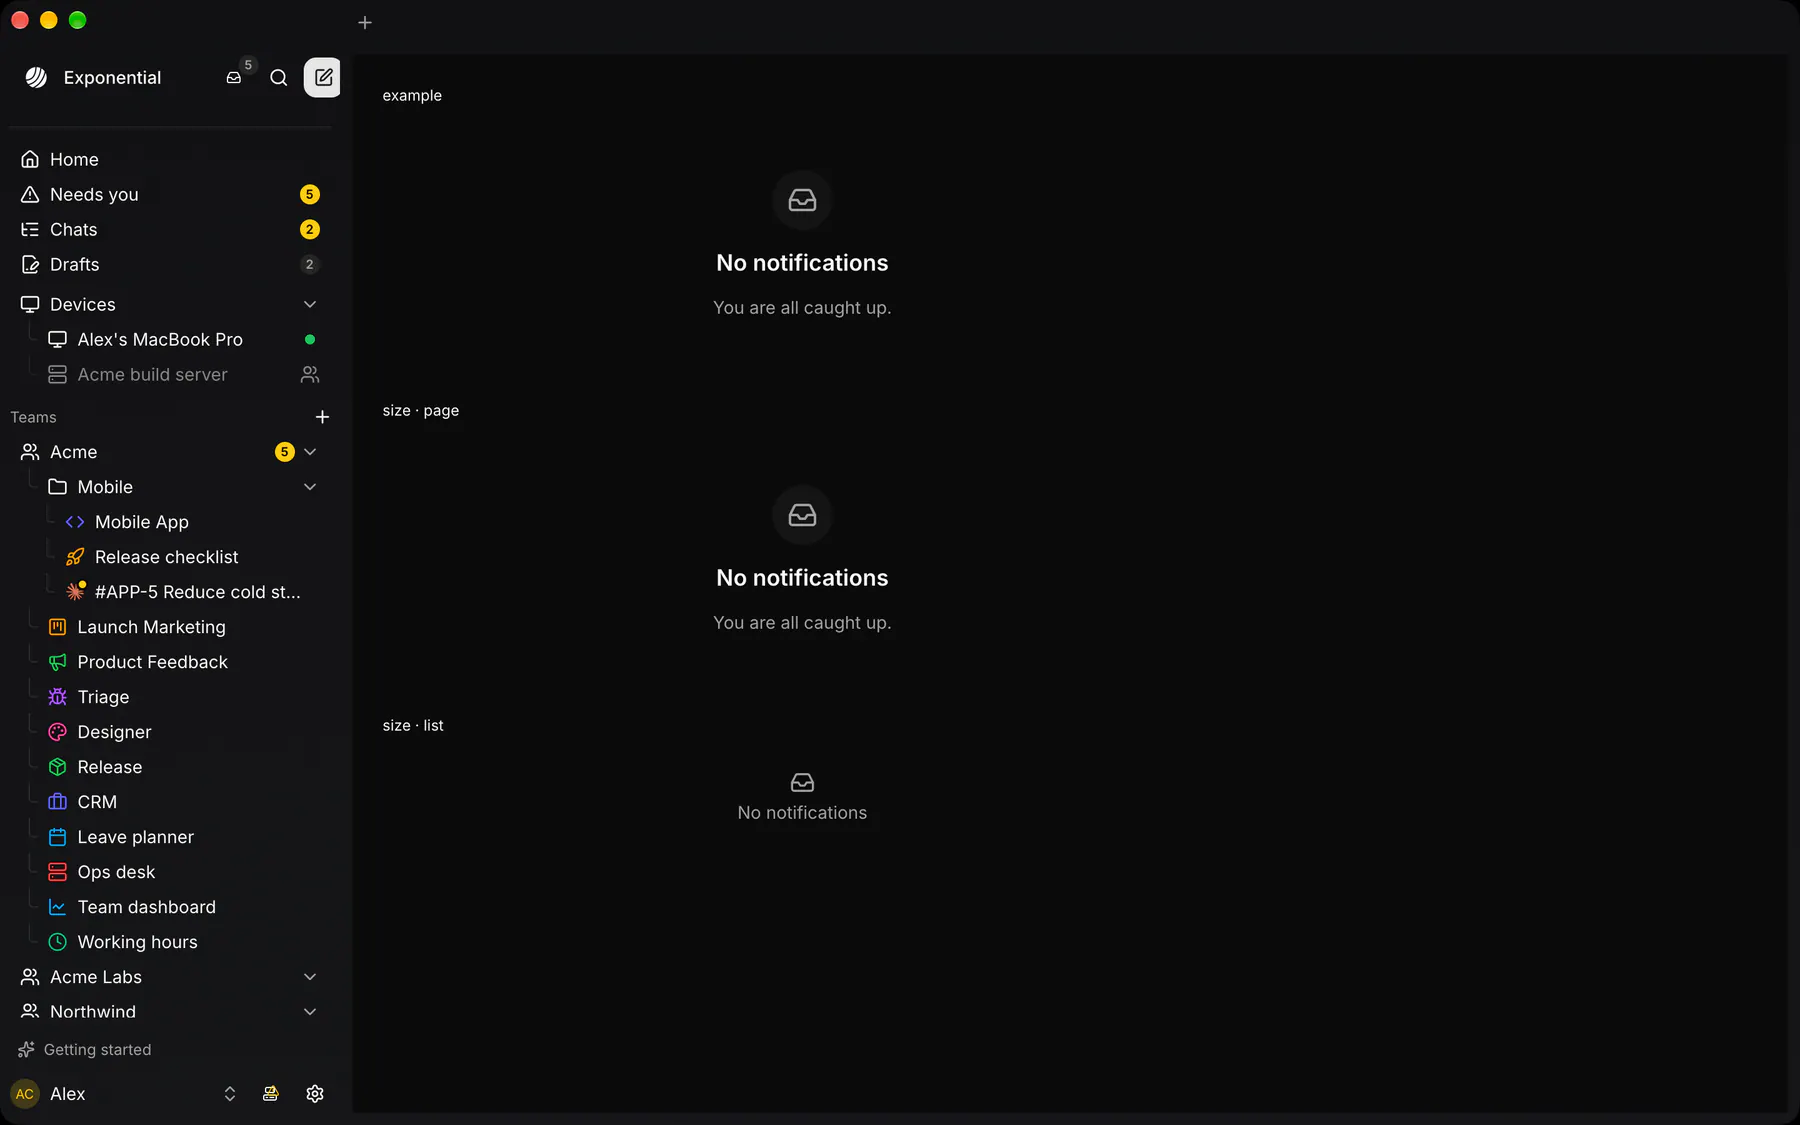 Exponential
5
Home
Needs you
5
Chats
2
Drafts
2
Devices
Alex's MacBook Pro
Acme build server
Teams
Acme
5
Mobile
Mobile App
Release checklist
#APP-5 Reduce cold st...
Launch Marketing
Product Feedback
Triage
Designer
Release
CRM
Leave planner
Ops desk
Team dashboard
Working hours
Acme Labs
Northwind
Getting started
AC
Alex
example
No notifications
You are all caught up.
size · page
No notifications
You are all caught up.
size · list
No notifications